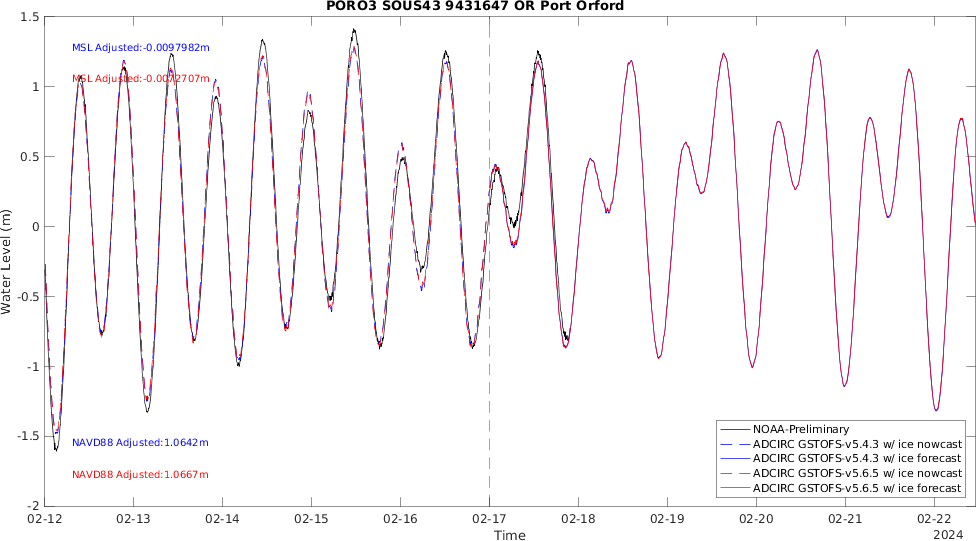 PORO3 SOUS43 9431647 OR Port Orford
MSL Adjusted:-0.0097982m
MSL Adjusted:-0.0072707m
NAVD88 Adjusted:1.0642m
NAVD88 Adjusted:1.0667m
Water Level (m)
1.5
1
0.5
0
-0.5
-1
-1.5
-2
NOAA-Preliminary
ADCIRC GSTOFS-v5.4.3 w/ ice nowcast
ADCIRC GSTOFS-v5.4.3 w/ ice forecast
ADCIRC GSTOFS-v5.6.5 w/ ice nowcast
ADCIRC GSTOFS-v5.6.5 w/ ice forecast
02-12 02-13 02-14 02-15 02-16 02-17 02-18 02-19 02-20 02-21 02-22
Time
2024